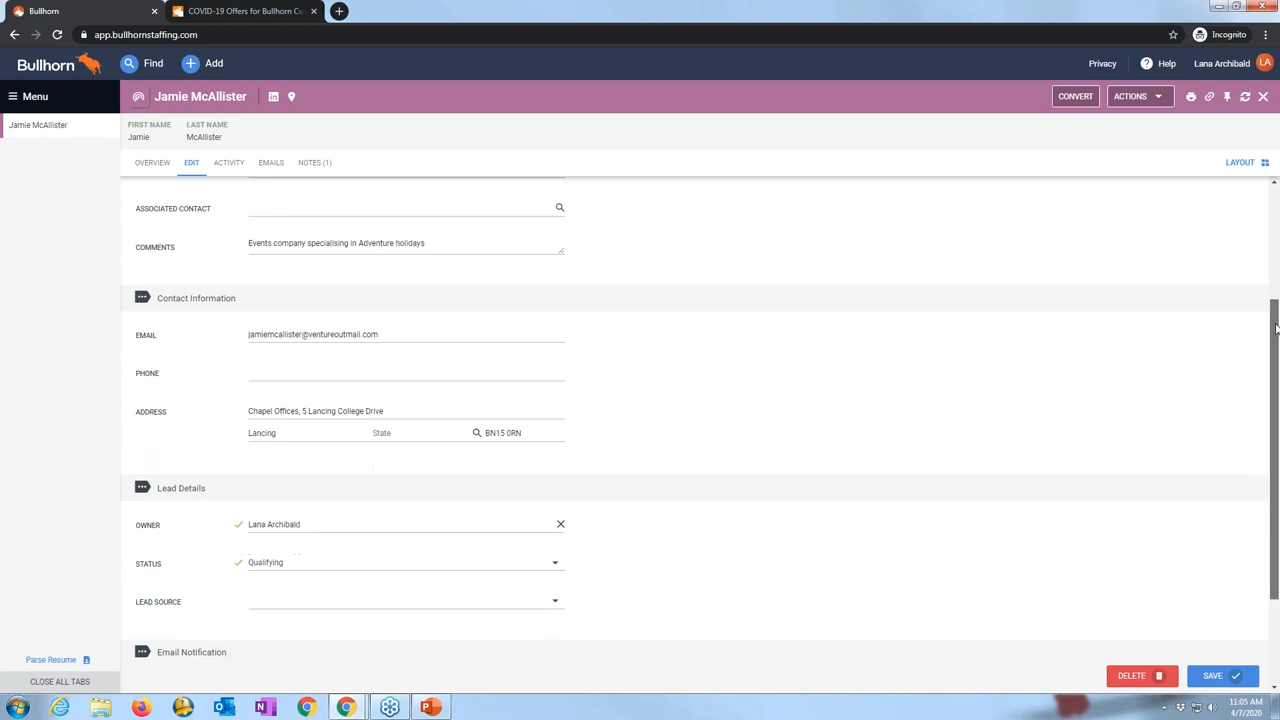 Bullhorn
COVID-19 Offers for Bullhorn Cu
app.bullhornstaffing.com
Incognito
Bullhorn
Find
Add
Privacy
Help
Lana Archibald
LA
Menu
Jamie McAllister
CONVERT
ACTIONS
Jamie McAllister
FIRST NAME
LAST NAME
Jamie
McAllister
OVERVIEW
EDIT
ACTIVITY
EMAILS
NOTES (1)
LAYOUT
ASSOCIATED CONTACT
COMMENTS
Events company specialising in Adventure holidays
Contact Information
EMAIL
jamiemcallister@ventureoutmail.com
PHONE
ADDRESS
Chapel Offices, 5 Lancing College Drive
Lancing
State
BN15 0RN
Lead Details
OWNER
Lana Archibald
STATUS
Qualifying
LEAD SOURCE
Email Notification
Parse Resume
DELETE
SAVE
CLOSE ALL TABS
11:05 AM
4/7/2020